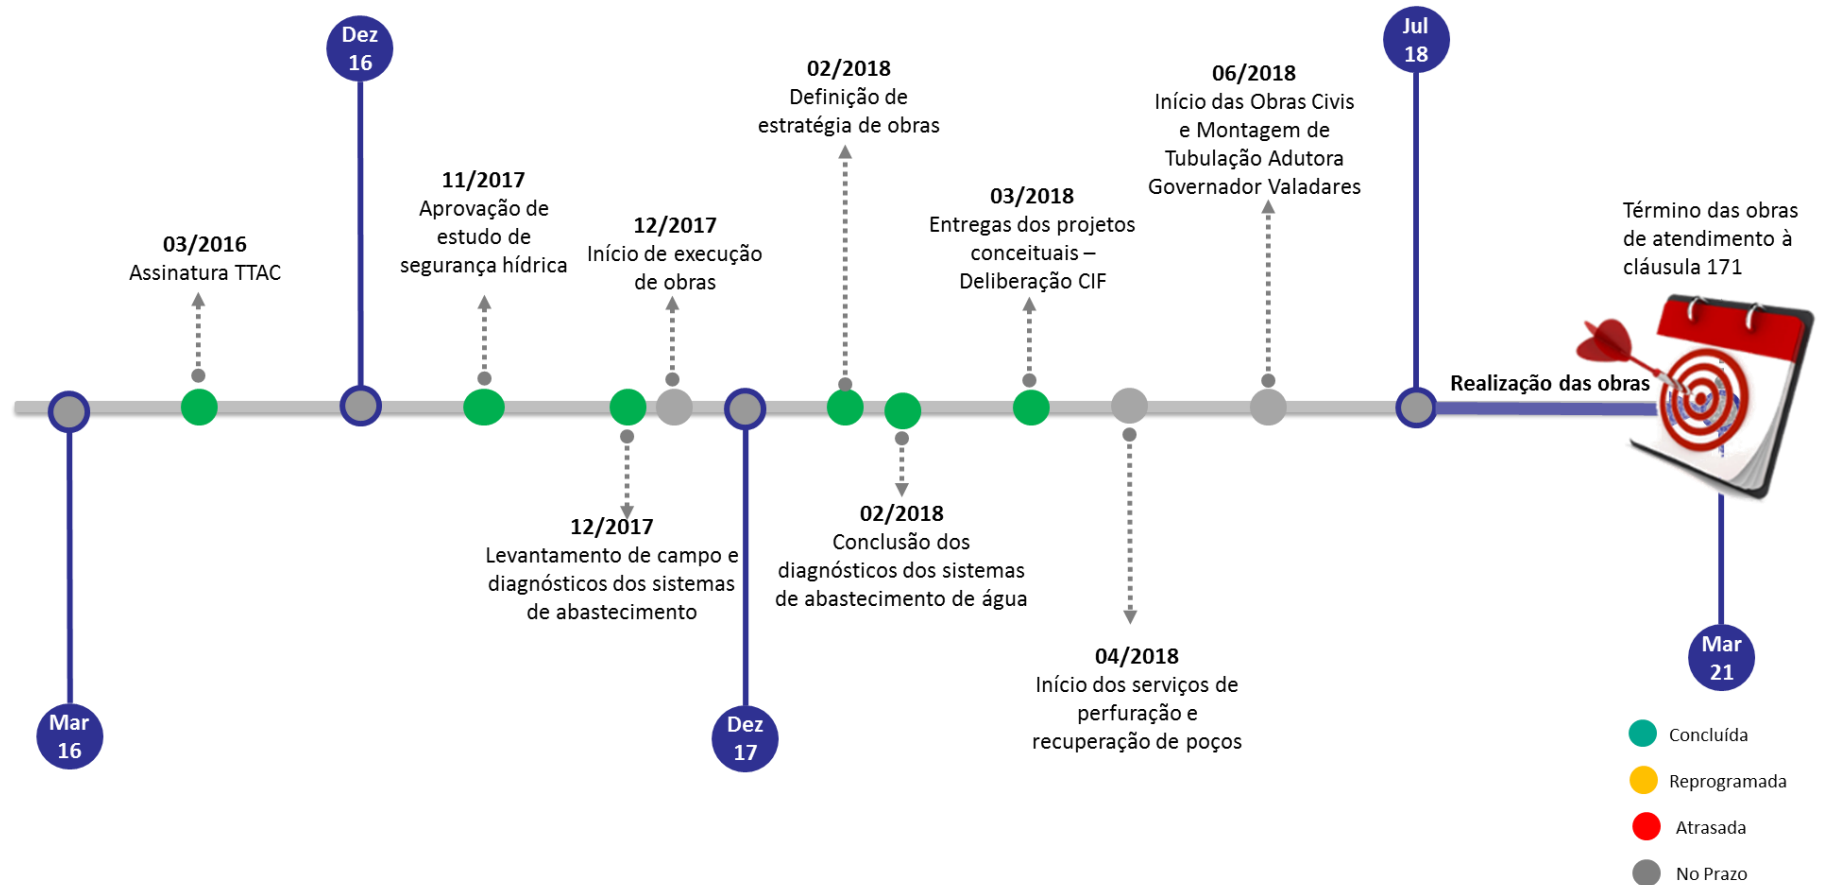 Dez
16
Jul
18
02/2018
Definição de
estratégia de obras
06/2018
Início das Obras Civis
e Montagem de
Tubulação Adutora
Governador Valadares
11/2017
Aprovação de
estudo de
segurança hídrica
03/2018
Entregas dos projetos
conceituais –
Deliberação CIF
12/2017
Início de execução
de obras
03/2016
Assinatura TTAC
Término das obras
de atendimento à
cláusula 171
Realização das obras
12/2017
Levantamento de campo e
diagnósticos dos sistemas
de abastecimento
02/2018
Conclusão dos
diagnósticos dos sistemas
de abastecimento de água
04/2018
Início dos serviços de
perfuração e
recuperação de poços
Mar
16
Dez
17
Mar
21
Concluída
Reprogramada
Atrasada
No Prazo